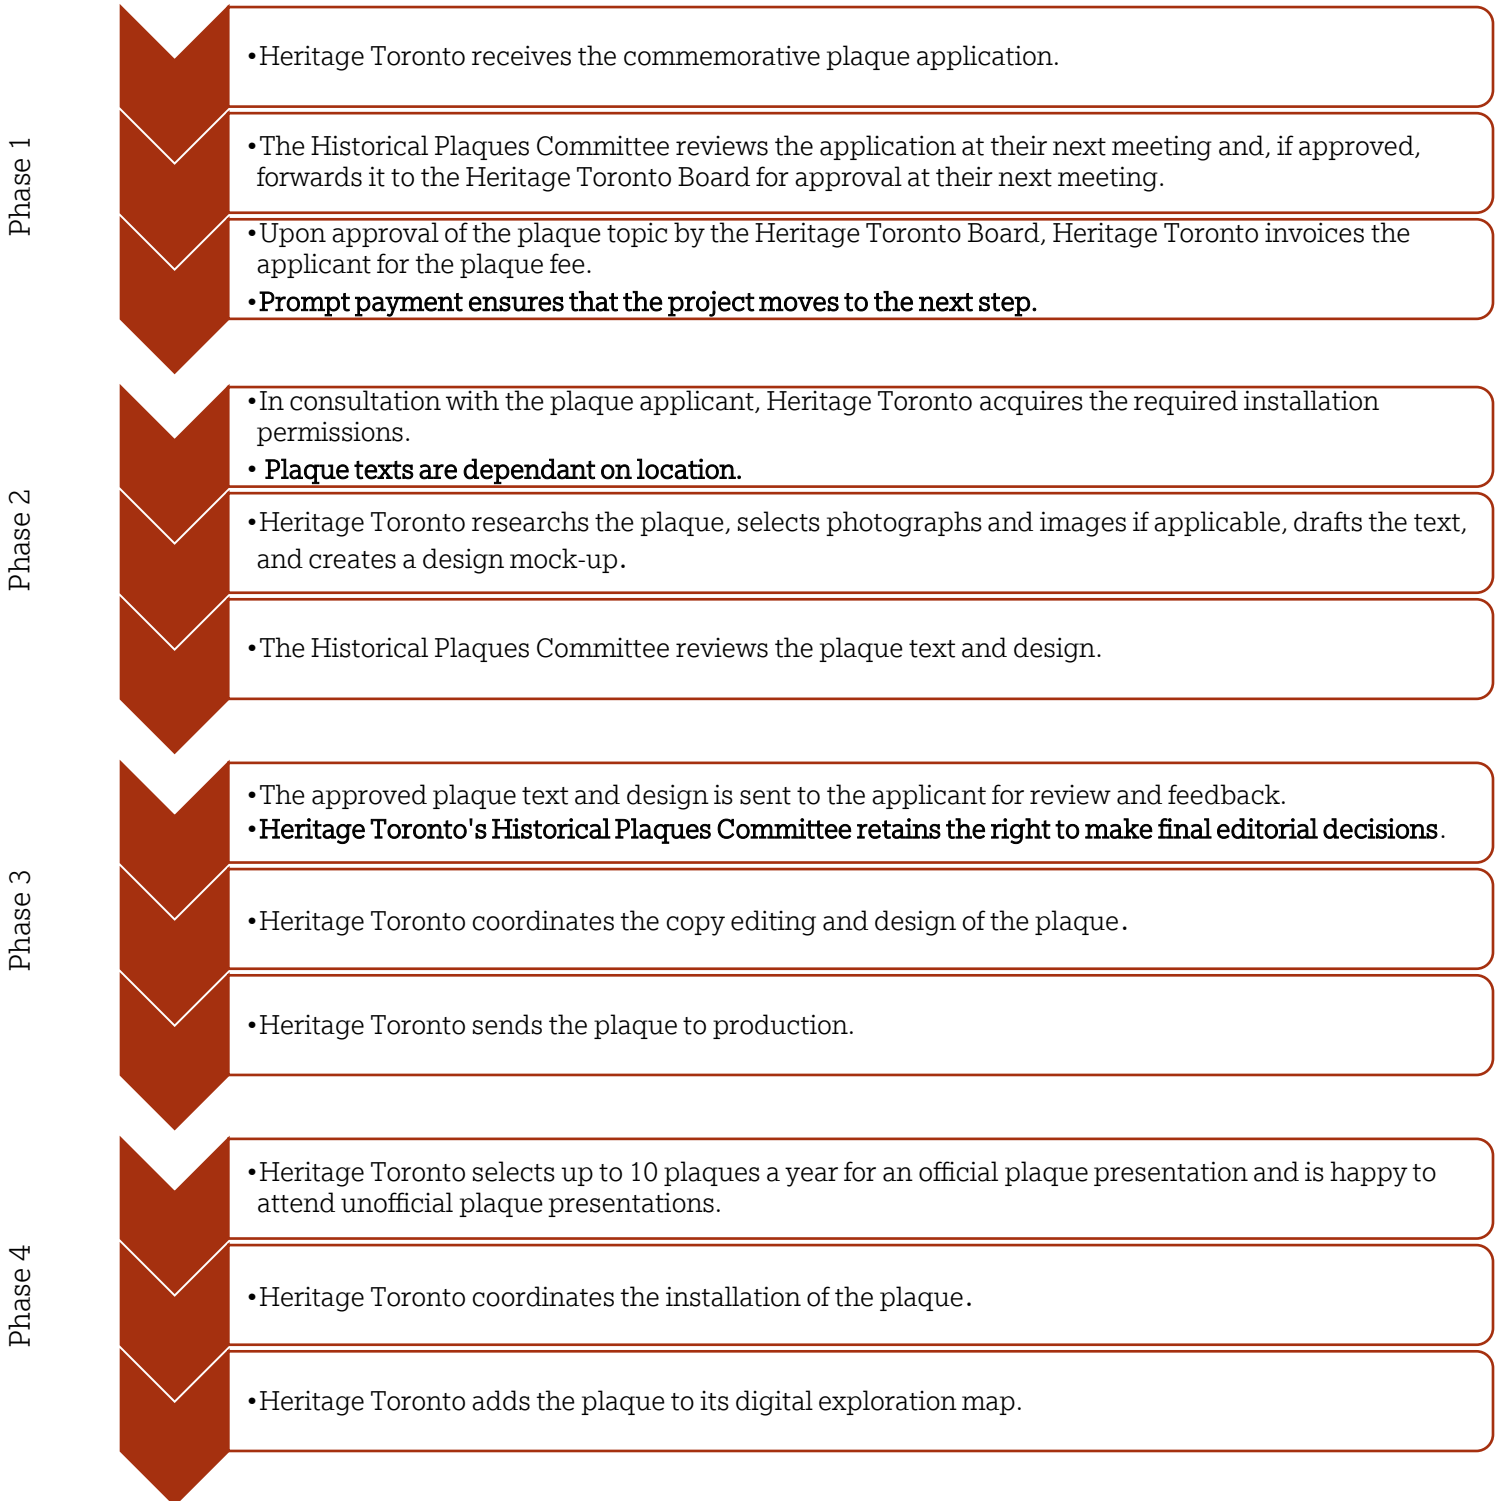 Phase 1
•Heritage Toronto receives the commemorative plaque application.
•The Historical Plaques Committee reviews the application at their next meeting and, if approved,
forwards it to the Heritage Toronto Board for approval at their next meeting.
•Upon approval of the plaque topic by the Heritage Toronto Board, Heritage Toronto invoices the
applicant for the plaque fee.
•Prompt payment ensures that the project moves to the next step.
Phase 2
•In consultation with the plaque applicant, Heritage Toronto acquires the required installation
permissions.
• Plaque texts are dependant on location.
•Heritage Toronto researchs the plaque, selects photographs and images if applicable, drafts the text,
and creates a design mock-up.
•The Historical Plaques Committee reviews the plaque text and design.
Phase 3
•The approved plaque text and design is sent to the applicant for review and feedback.
•Heritage Toronto's Historical Plaques Committee retains the right to make final editorial decisions.
•Heritage Toronto coordinates the copy editing and design of the plaque.
•Heritage Toronto sends the plaque to production.
Phase 4
•Heritage Toronto selects up to 10 plaques a year for an official plaque presentation and is happy to
attend unofficial plaque presentations.
•Heritage Toronto coordinates the installation of the plaque.
•Heritage Toronto adds the plaque to its digital exploration map.